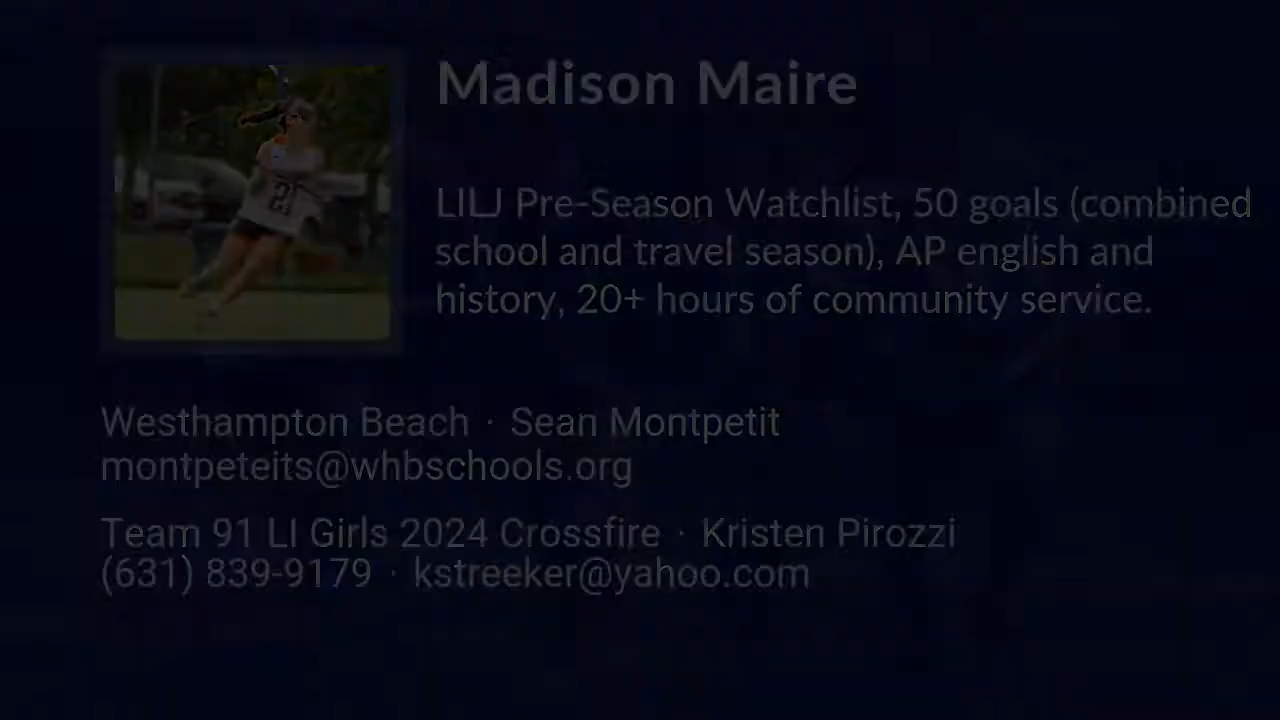 Madison Maire
LILJ Pre-Season Watchlist, 50 goals (combined
school and travel season), AP english and
history, 20+ hours of community service.
Westhampton Beach · Sean Montpetit
montpeteits@whbschools.org
Team 91 LI Girls 2024 Crossfire · Kristen Pirozzi
(631) 839-9179 · kstreeker@yahoo.com
21